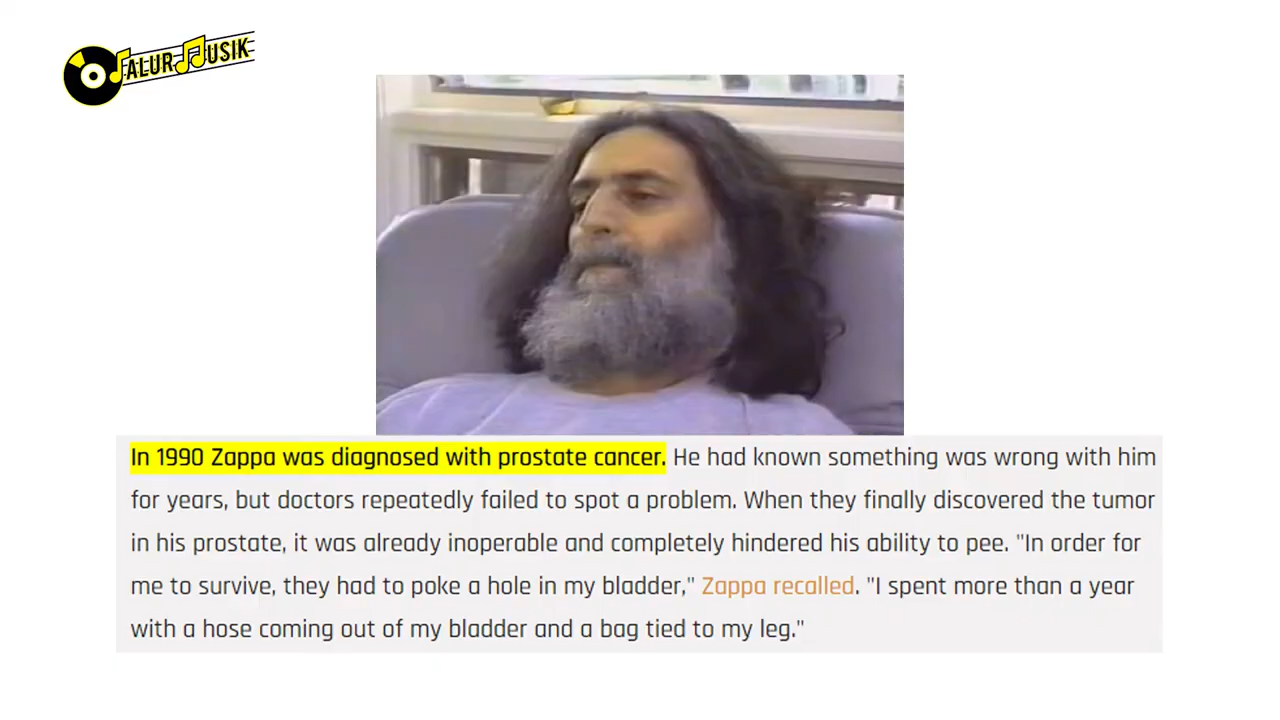 JALUR MUSIK
In 1990 Zappa was diagnosed with prostate cancer. He had known something was wrong with him
for years, but doctors repeatedly failed to spot a problem. When they finally discovered the tumor
in his prostate, it was already inoperable and completely hindered his ability to pee. "In order for
me to survive, they had to poke a hole in my bladder," Zappa recalled. "I spent more than a year
with a hose coming out of my bladder and a bag tied to my leg."